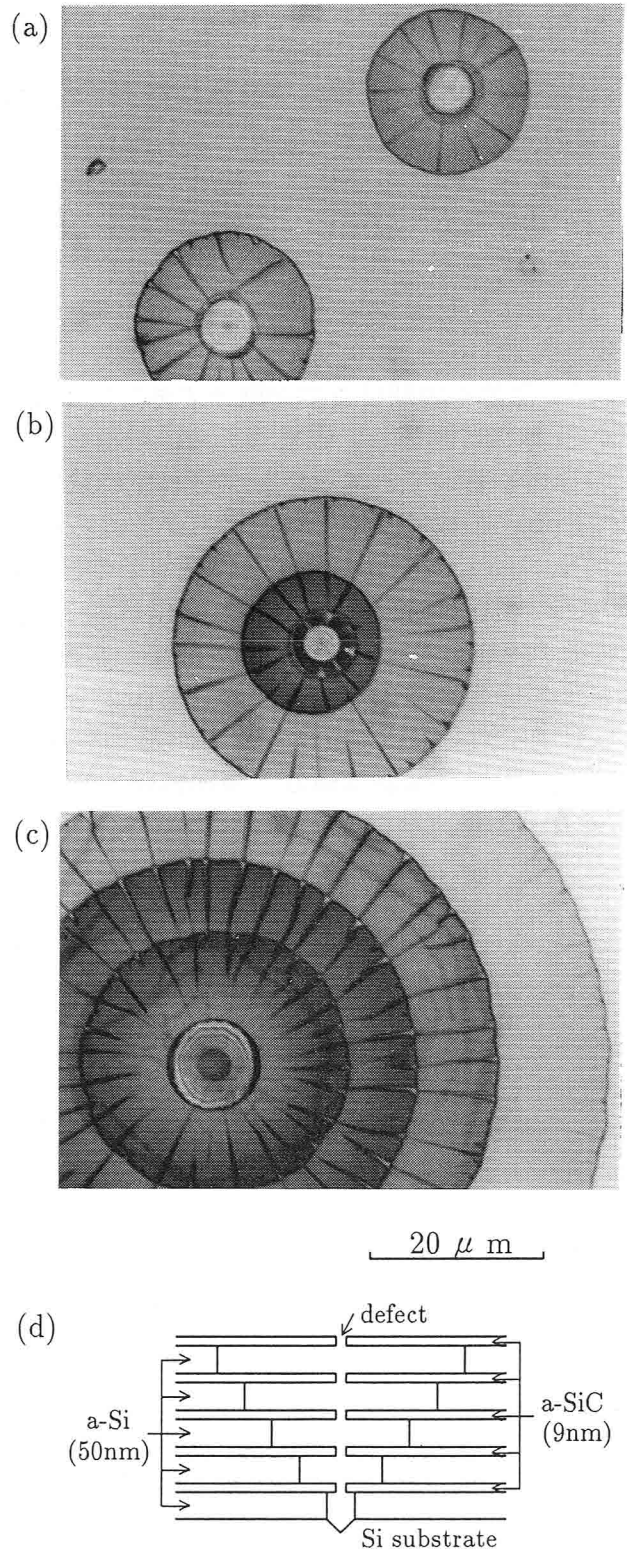 (a)
(b)
(c)
20 μ m
(d)
defect
a-Si
(50nm)
a-SiC
(9nm)
Si substrate